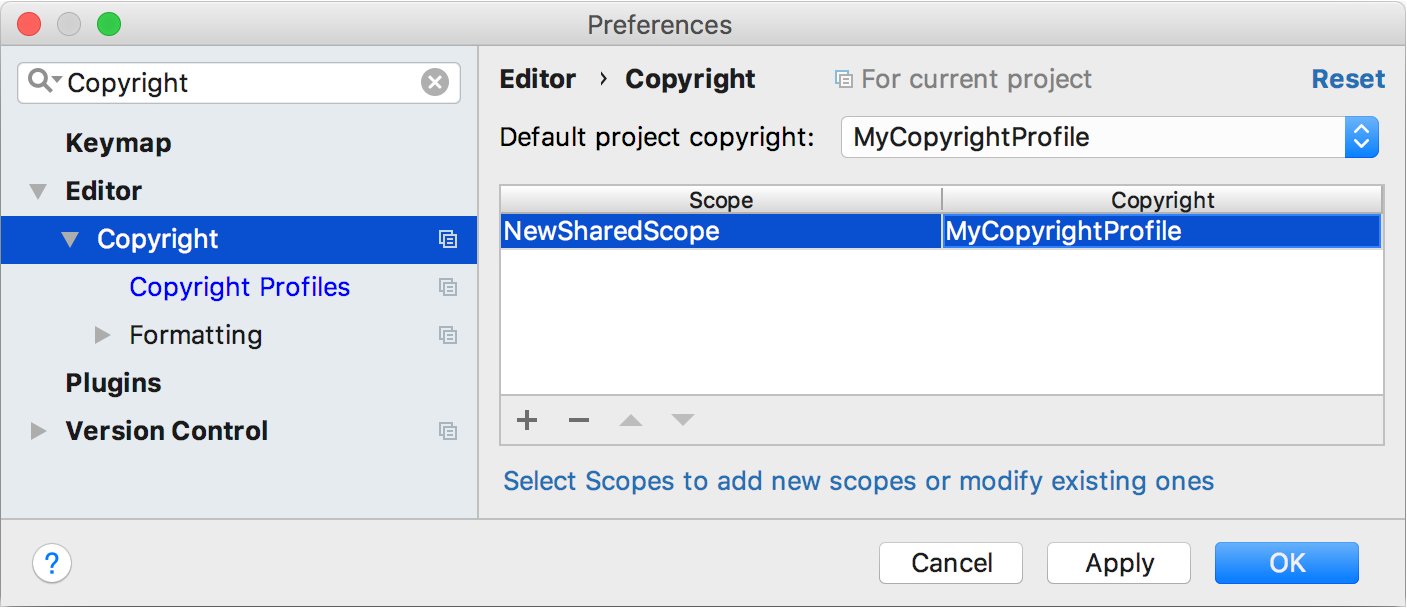 Preferences
Copyright
Keymap
Editor
Copyright
Copyright Profiles
Formatting
Plugins
Version Control
Editor › Copyright For current project Reset
Default project copyright: MyCopyrightProfile
Scope Copyright
NewSharedScope MyCopyrightProfile
Select Scopes to add new scopes or modify existing ones
? Cancel Apply OK